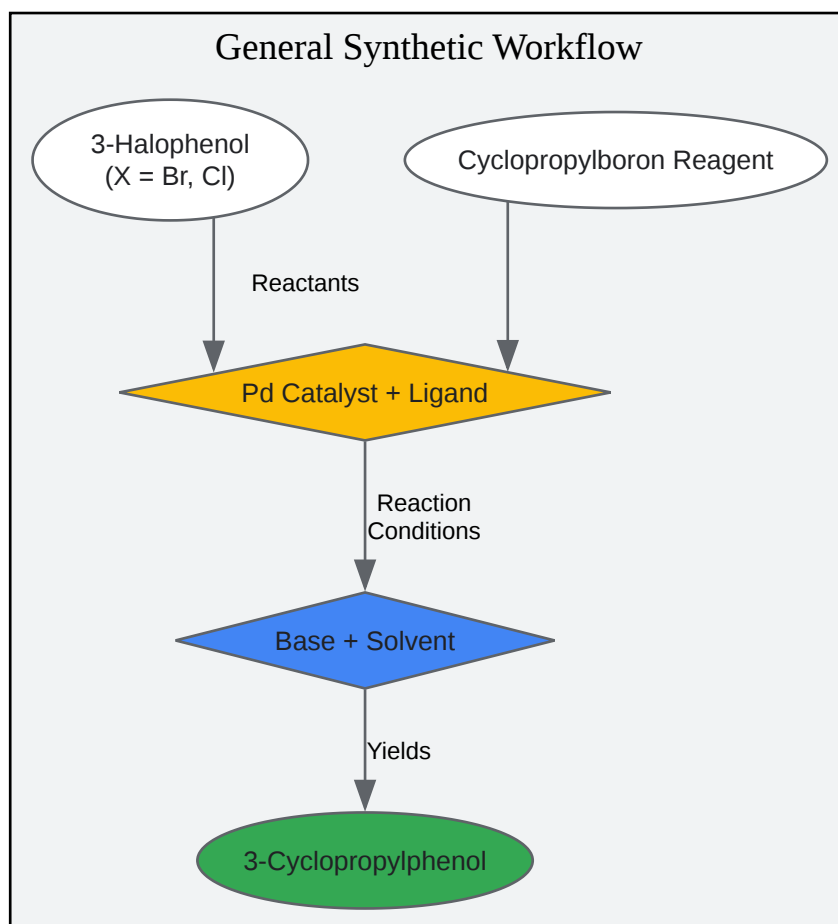 General Synthetic Workflow
3-Halophenol
(X = Br, Cl)
Cyclopropylboron Reagent
Reactants
Pd Catalyst + Ligand
Reaction
Conditions
Base + Solvent
Yields
3-Cyclopropylphenol